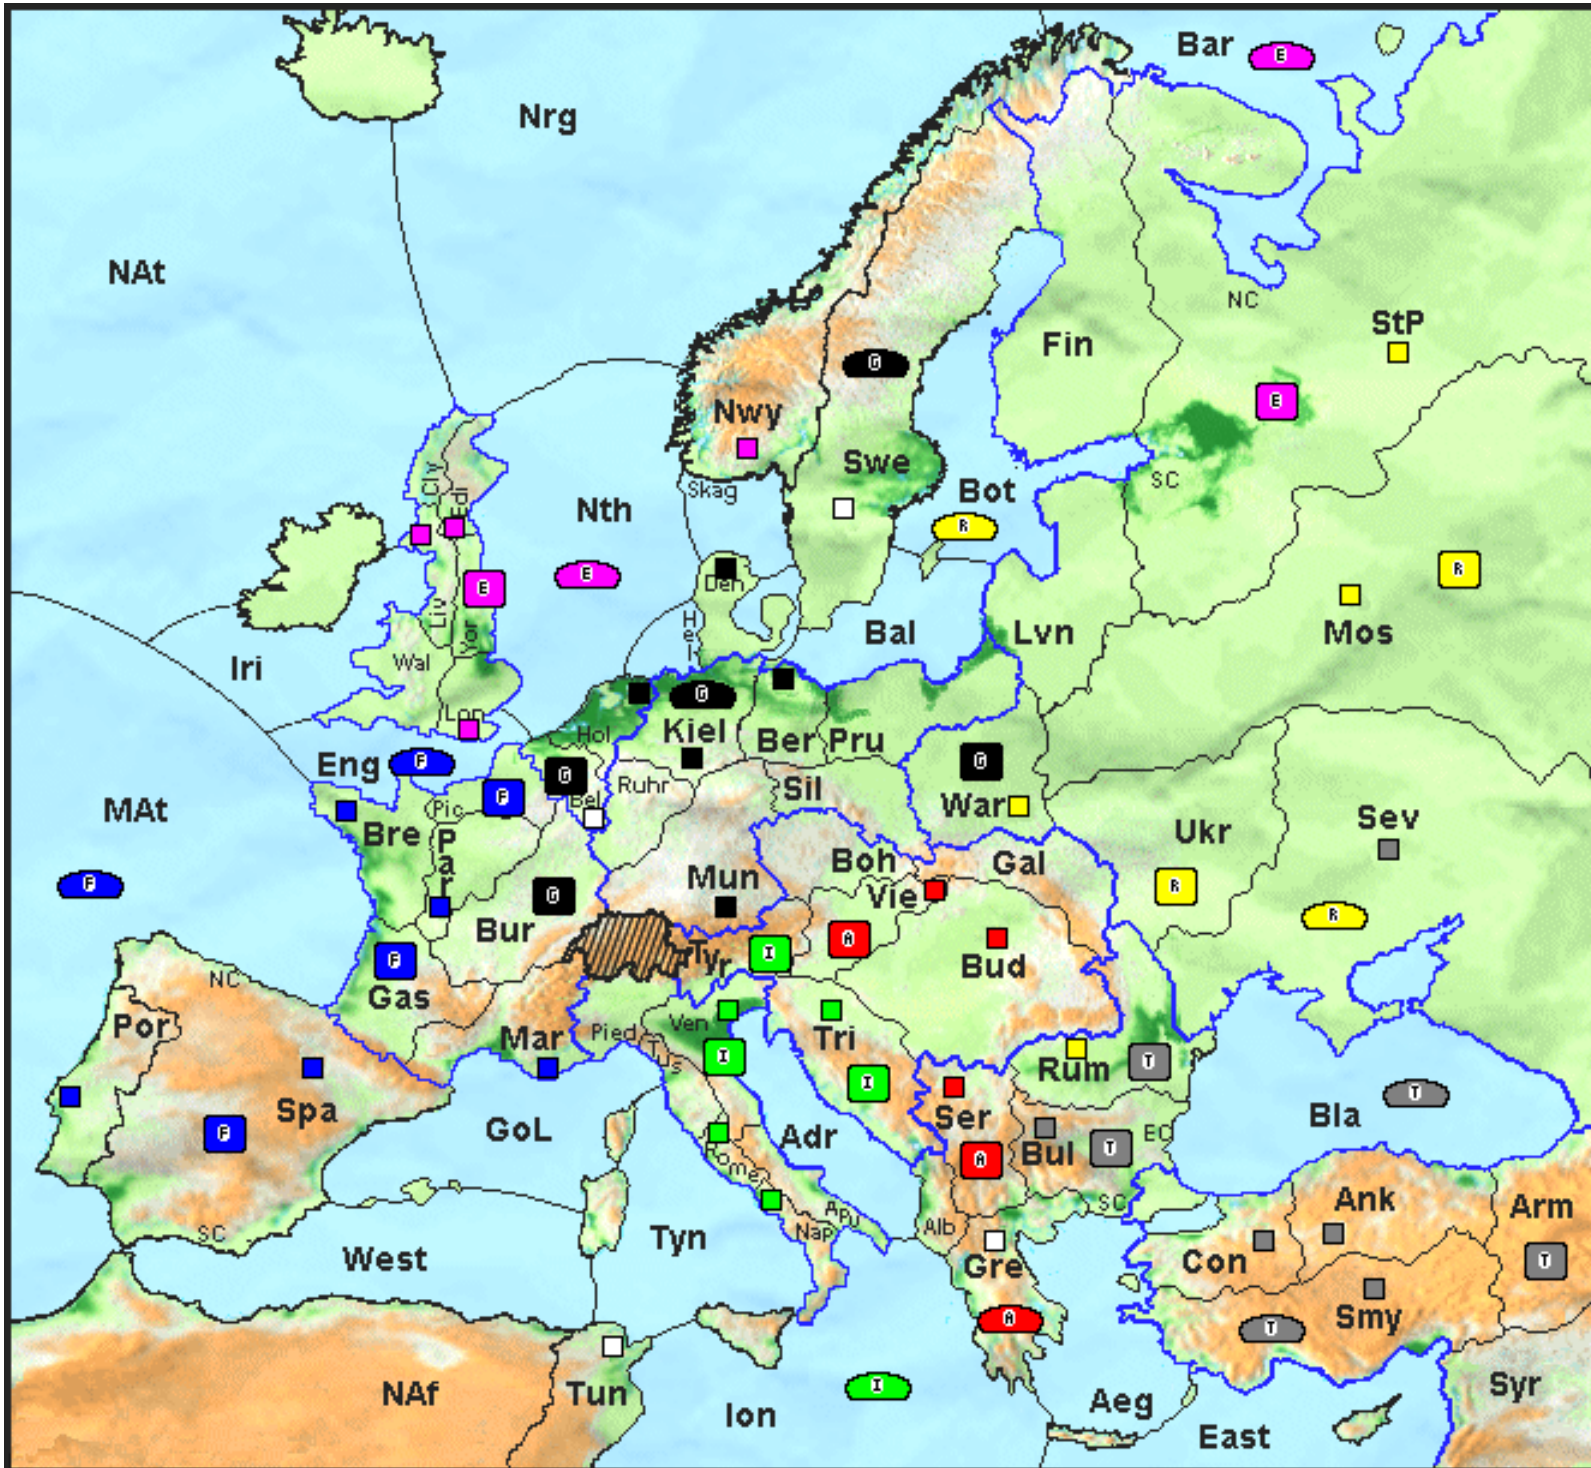 Bar
E
Nrg
NAt
NC
StP
Fin
G
E
Nwy
Swe
Cly
Edi
Skag
Bot
R
Nth
R
E
E
Den
Hel
Liv
Yor
Bal
Lvn
Mos
Iri
Wal
SC
G
Lon
Hol
Kiel
Ber
Pru
Eng
F
G
G
Ruhr
Sil
War
F
Bel
Pic
MAt
Bre
Par
Ukr
Sev
Boh
Gal
Mun
Vie
F
G
R
R
Bur
F
Tyr
I
A
Bud
NC
Gas
Por
Mar
Pied
Ven
Tri
Tus
I
I
Rum
T
T
Spa
F
GoL
Adr
Ser
A
Bul
T
EC
Bla
Rome
SC
Ank
Arm
SC
West
Tyn
Apu
Nap
Alb
Gre
Con
T
A
T
Smy
NAf
Tun
I
Ion
Aeg
East
Syr